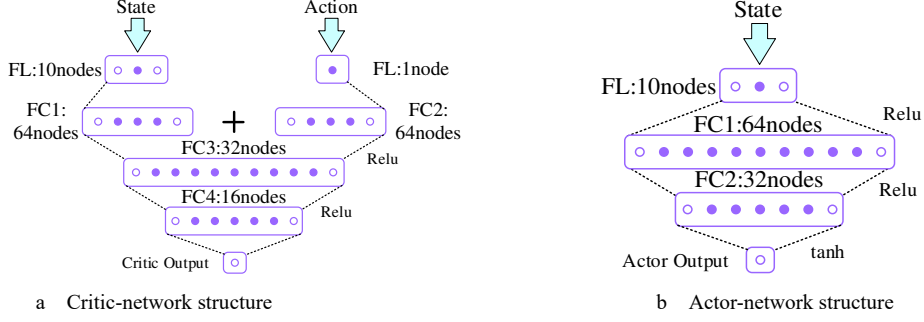 State
Action
FL:10nodes
FL:1node
FC1:
64nodes
+
FC2:
64nodes
FC3:32nodes
Relu
FC4:16nodes
Relu
Critic Output
a Critic-network structure
State
FL:10nodes
Relu
FC1:64nodes
Relu
FC2:32nodes
tanh
Actor Output
b Actor-network structure